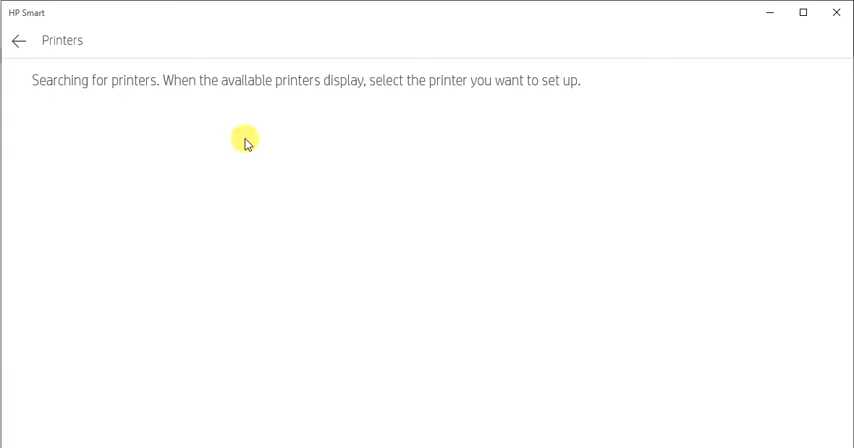 HP Smart
Printers
Searching for printers. When the available printers display, select the printer you want to set up.